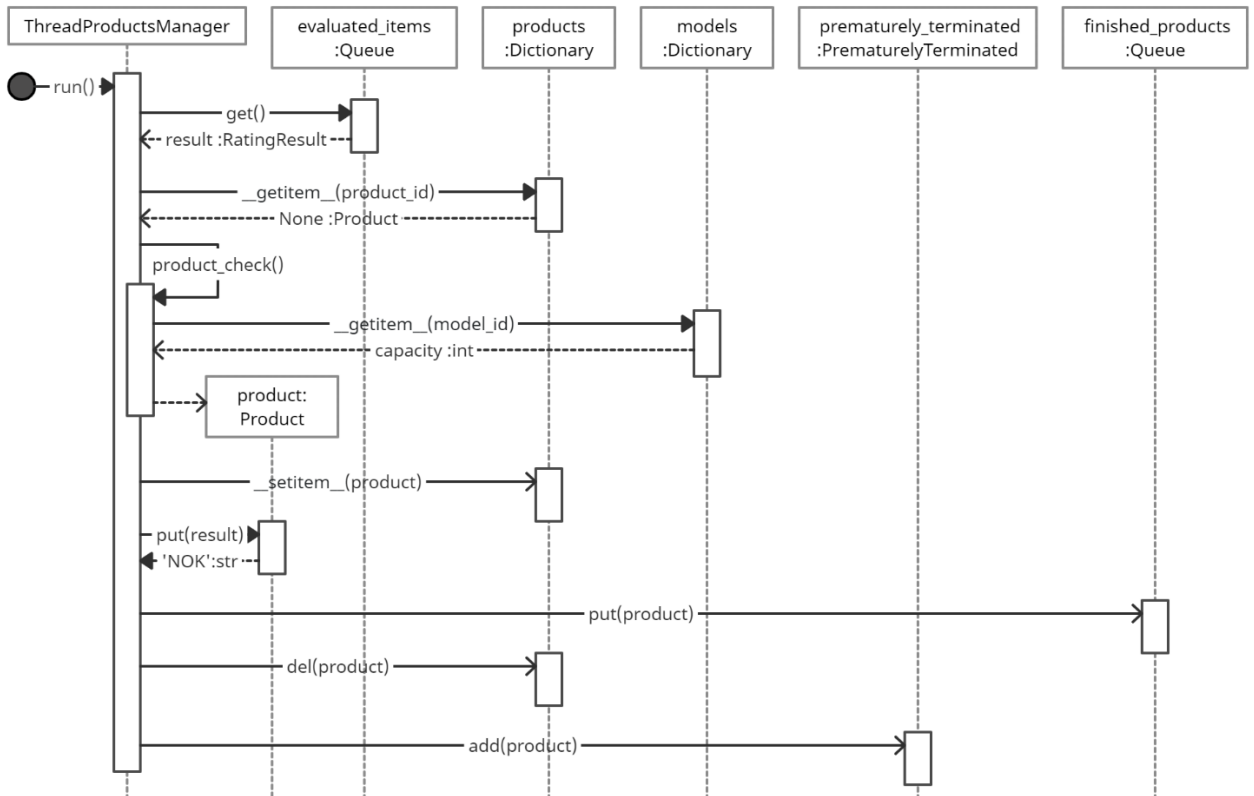 ThreadProductsManager
evaluated_items
:Queue
products
:Dictionary
models
:Dictionary
prematurely_terminated
:PrematurelyTerminated
finished_products
:Queue
run()
get()
result :RatingResult
__getitem__(product_id)
None :Product
product_check()
__getitem__(model_id)
capacity :int
product:
Product
__setitem__(product)
put(result)
'NOK':str
put(product)
del(product)
add(product)